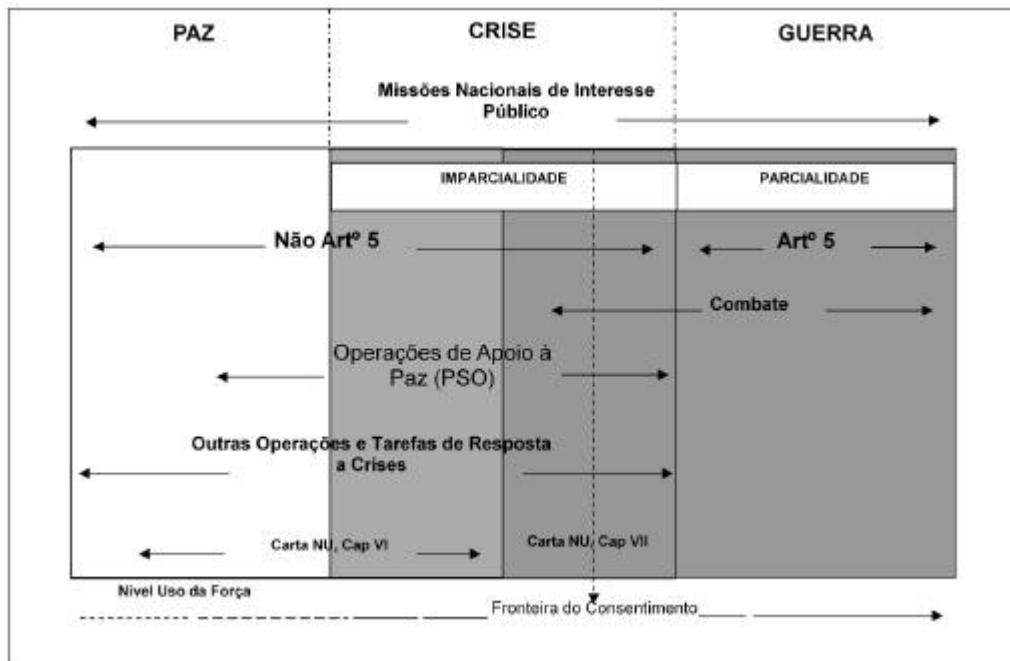 PAZ
CRISE
GUERRA
Missões Nacionais de Interesse
Público
IMPARCIALIDADE
PARCIALIDADE
Não Artº 5
Artº 5
Combate
Operações de Apoio à
Paz (PSO)
Outras Operações e Tarefas de Resposta
a Crises
Carta NU, Cap VI
Carta NU, Cap VII
Nivel Uso da Força
Fronteira do Consentimento